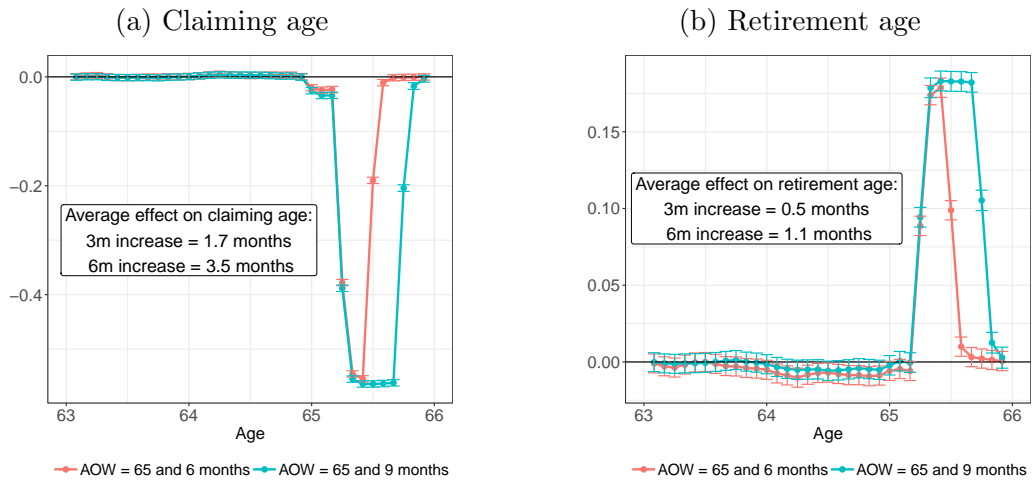 (a) Claiming age
0.0
−0.2
−0.4
Average effect on claiming age:
3m increase = 1.7 months
6m increase = 3.5 months
63 64 65 66
Age
AOW = 65 and 6 months AOW = 65 and 9 months
(b) Retirement age
0.15
0.10
0.05
0.00
Average effect on retirement age:
3m increase = 0.5 months
6m increase = 1.1 months
63 64 65 66
Age
AOW = 65 and 6 months AOW = 65 and 9 months